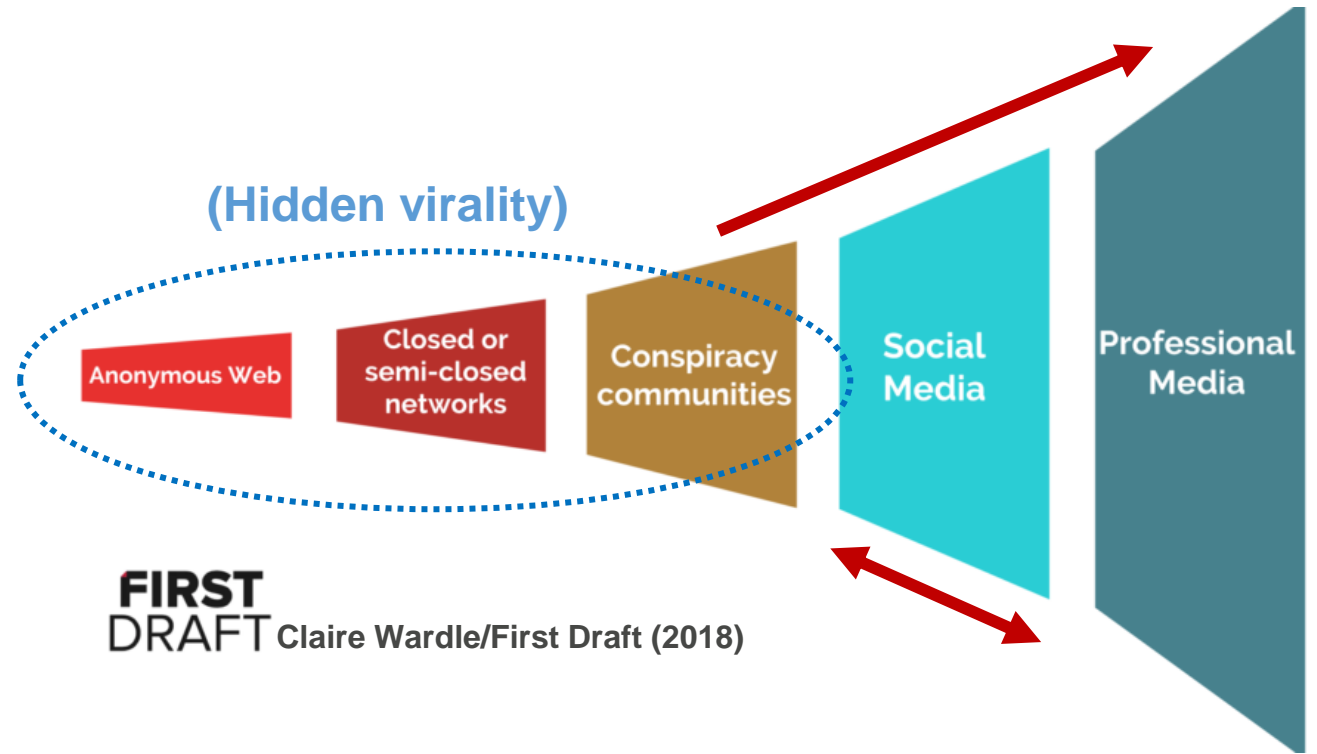 (Hidden virality)
Anonymous Web
Closed or
semi-closed
networks
Conspiracy
communities
Social
Media
Professional
Media
FIRST
DRAFT Claire Wardle/First Draft (2018)